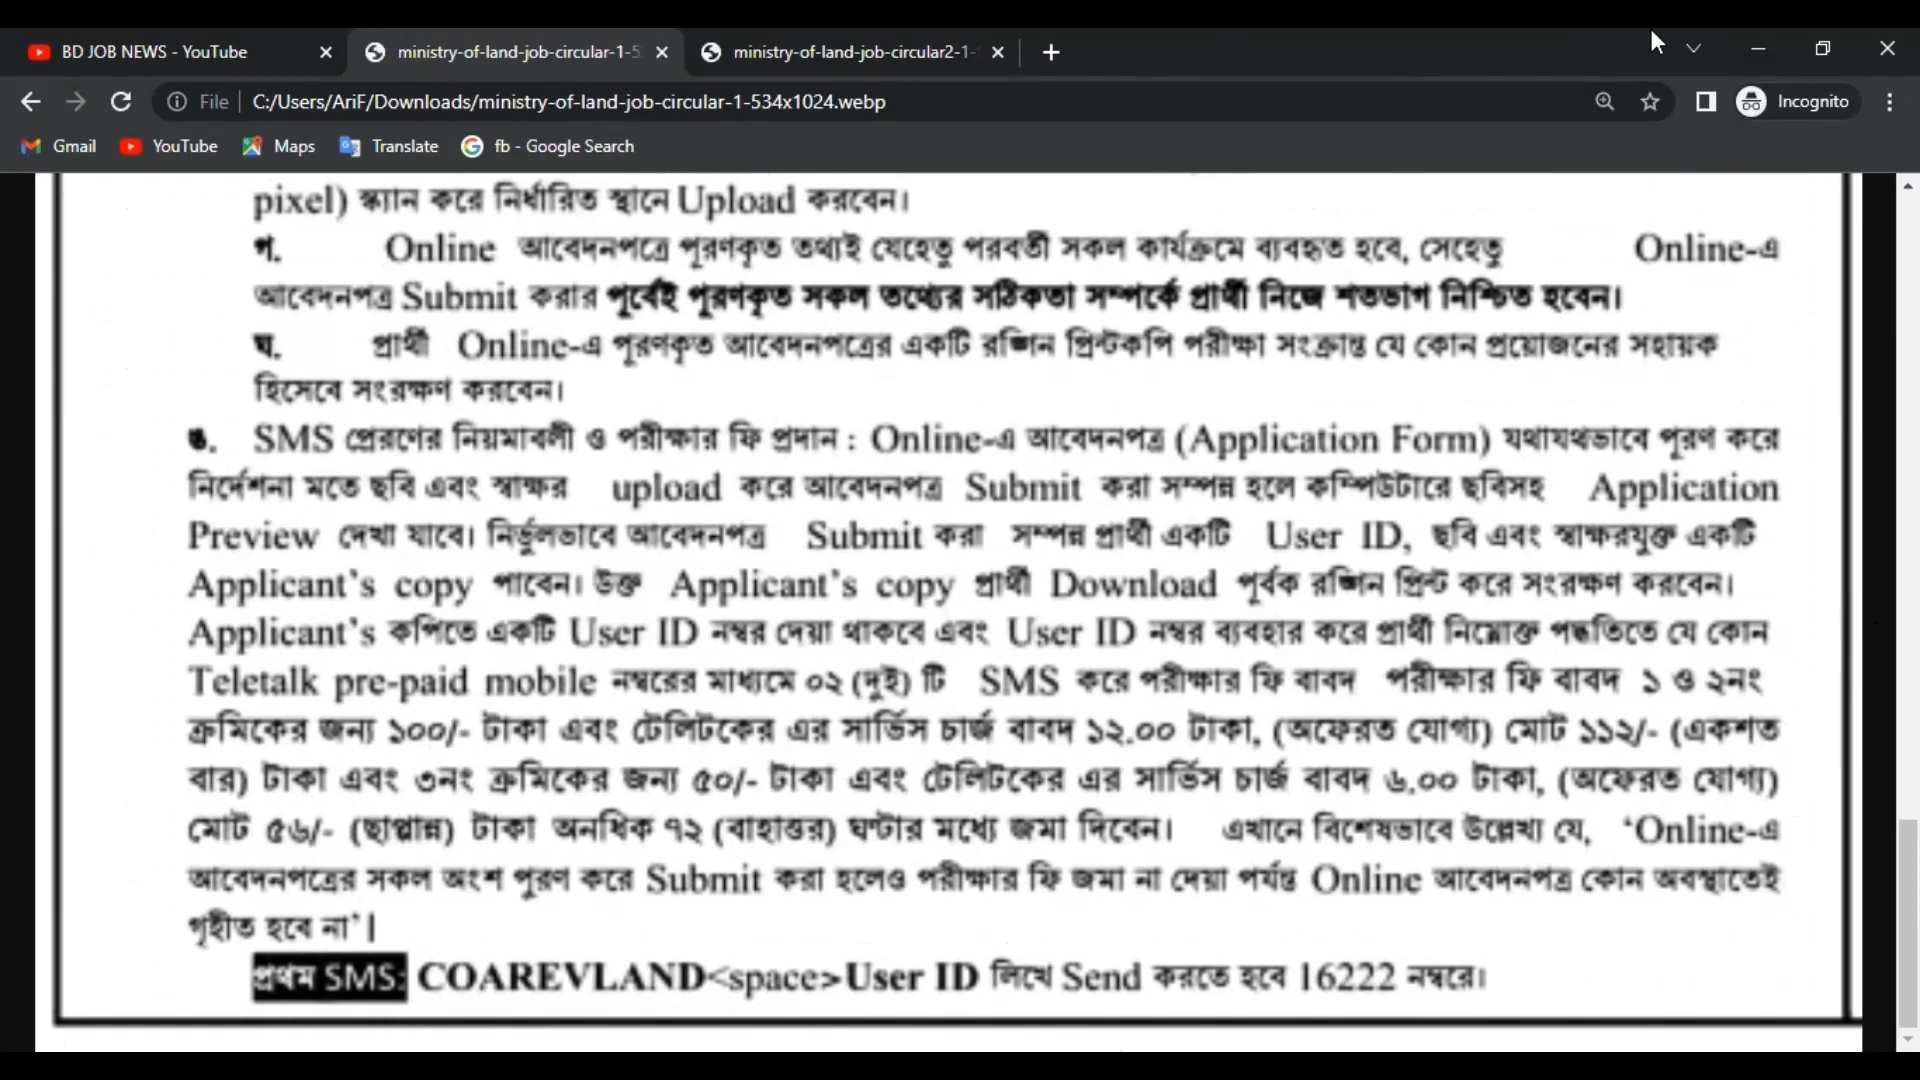 BD JOB NEWS - YouTube
ministry-of-land-job-circular-1-5
ministry-of-land-job-circular2-1-
File
C:/Users/AriF/Downloads/ministry-of-land-job-circular-1-534x1024.webp
Incognito
Gmail
YouTube
Maps
Translate
fb - Google Search
pixel) স্ক্যান করে নির্ধারিত স্থানে Upload করবেন।
গ. Online আবেদনপত্রে পূরণকৃত তথ্যই যেহেতু পরবর্তী সকল কার্যক্রমে ব্যবহৃত হবে, সেহেতু Online-এ
আবেদনপত্র Submit করার পূর্বেই পূরণকৃত সকল তথ্যের সঠিকতা সম্পর্কে প্রার্থী নিজে শতভাগ নিশ্চিত হবেন।
ঘ. প্রার্থী Online-এ পূরণকৃত আবেদনপত্রের একটি রঙ্গিন প্রিন্টকপি পরীক্ষা সংক্রান্ত যে কোন প্রয়োজনের সহায়ক
হিসেবে সংরক্ষণ করবেন।
ঙ. SMS প্রেরণের নিয়মাবলী ও পরীক্ষার ফি প্রদান : Online-এ আবেদনপত্র (Application Form) যথাযথভাবে পূরণ করে
নির্দেশনা মতে ছবি এবং স্বাক্ষর upload করে আবেদনপত্র Submit করা সম্পন্ন হলে কম্পিউটারে ছবিসহ Application
Preview দেখা যাবে। নির্ভুলভাবে আবেদনপত্র Submit করা সম্পন্ন প্রার্থী একটি User ID, ছবি এবং স্বাক্ষরযুক্ত একটি
Applicant's copy পাবেন। উক্ত Applicant's copy প্রার্থী Download পূর্বক রঙ্গিন প্রিন্ট করে সংরক্ষণ করবেন।
Applicant's কপিতে একটি User ID নম্বর দেয়া থাকবে এবং User ID নম্বর ব্যবহার করে প্রার্থী নিম্নোক্ত পদ্ধতিতে যে কোন
Teletalk pre-paid mobile নম্বরের মাধ্যমে ০২ (দুই) টি SMS করে পরীক্ষার ফি বাবদ পরীক্ষার ফি বাবদ ১ ও ২নং
ক্রমিকের জন্য ১০০/- টাকা এবং টেলিটকের এর সার্ভিস চার্জ বাবদ ১২.০০ টাকা, (অফেরত যোগ্য) মোট ১১২/- (একশত
বার) টাকা এবং ৩নং ক্রমিকের জন্য ৫০/- টাকা এবং টেলিটকের এর সার্ভিস চার্জ বাবদ ৬.০০ টাকা, (অফেরত যোগ্য)
মোট ৫৬/- (ছাপ্পান্ন) টাকা অনধিক ৭২ (বাহাত্তর) ঘণ্টার মধ্যে জমা দিবেন। এখানে বিশেষভাবে উল্লেখ্য যে, ‘Online-এ
আবেদনপত্রের সকল অংশ পূরণ করে Submit করা হলেও পরীক্ষার ফি জমা না দেয়া পর্যন্ত Online আবেদনপত্র কোন অবস্থাতেই
গৃহীত হবে না’|
প্রথম SMS: COAREVLAND<space>User ID লিখে Send করতে হবে 16222 নম্বরে।